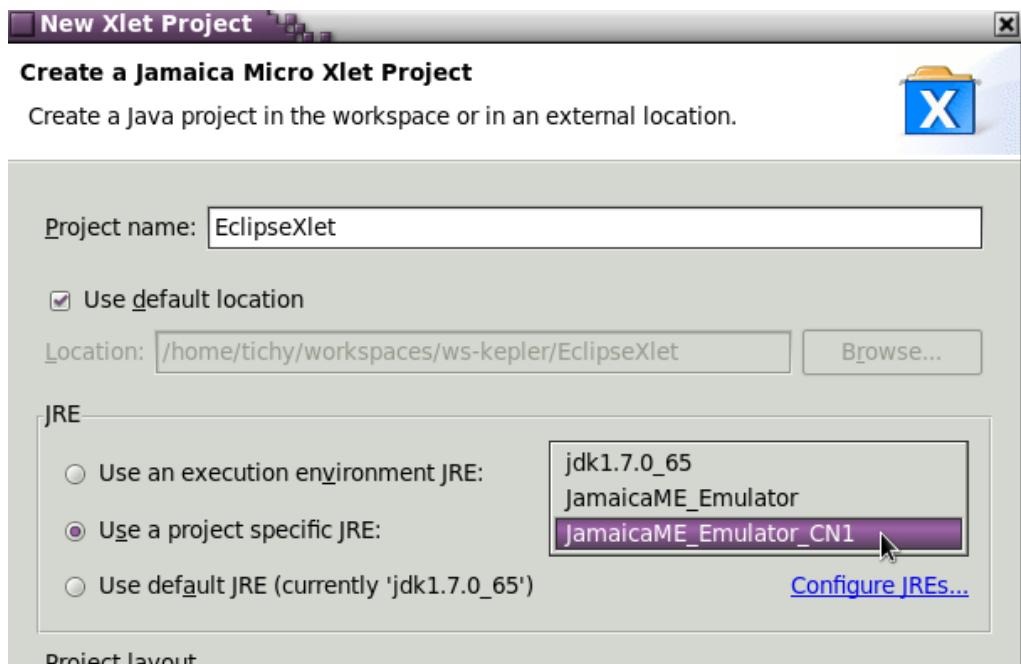 New Xlet Project
Create a Jamaica Micro Xlet Project
Create a Java project in the workspace or in an external location.
X
Project name: EclipseXlet
Use default location
Location: /home/tichy/workspaces/ws-kepler/EclipseXlet Browse...
JRE
Use an execution environment JRE:
jdk1.7.0_65
JamaicaME_Emulator
Use a project specific JRE: JamaicaME_Emulator_CN1
Use default JRE (currently 'jdk1.7.0_65') Configure JREs...
Project layout